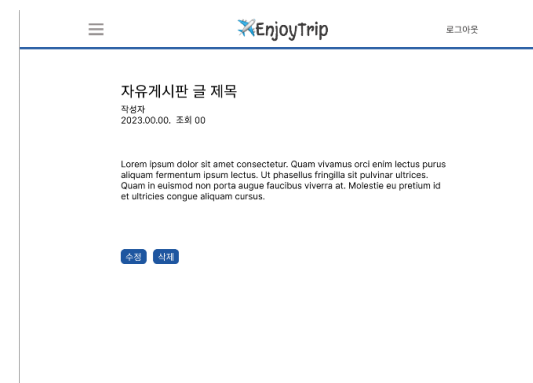 EnjoyTrip
로그아웃
자유게시판 글 제목
작성자
2023.00.00. 조회 00
Lorem ipsum dolor sit amet consectetur. Quam vivamus orci enim lectus purus
aliquam fermentum ipsum lectus. Ut phasellus fringilla sit pulvinar ultrices.
Quam in euismod non porta augue faucibus viverra at. Molestie eu pretium id
et ultricies congue aliquam cursus.
수정 삭제